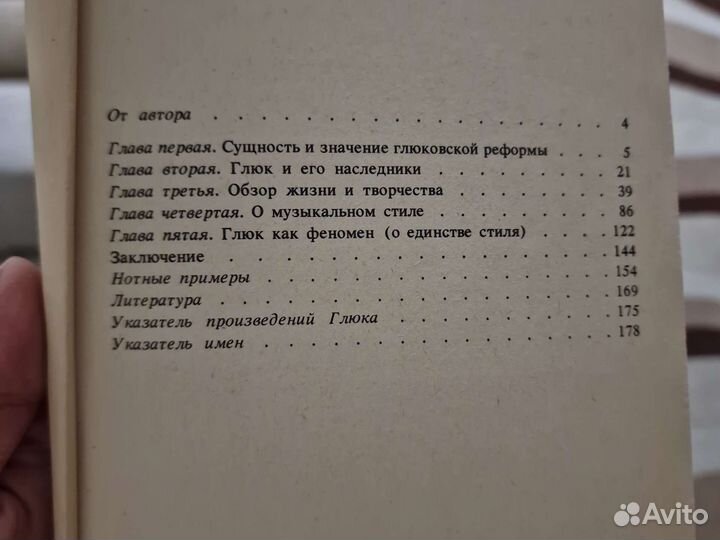 От автора . . . . . . . . . . . . . . . . . . . 4
Глава первая. Сущность и значение глюковской реформы . . . 5
Глава вторая. Глюк и его наследники . . . . . . . . . 21
Глава третья. Обзор жизни и творчества . . . . . . . . 39
Глава четвертая. О музыкальном стиле . . . . . . . . . 86
Глава пятая. Глюк как феномен (о единстве стиля) . . . . 122
Заключение . . . . . . . . . . . . . . . . . . 144
Нотные примеры . . . . . . . . . . . . . . . . 154
Литература . . . . . . . . . . . . . . . . . . 169
Указатель произведений Глюка . . . . . . . . . . 175
Указатель имен . . . . . . . . . . . . . . . . 178
Avito